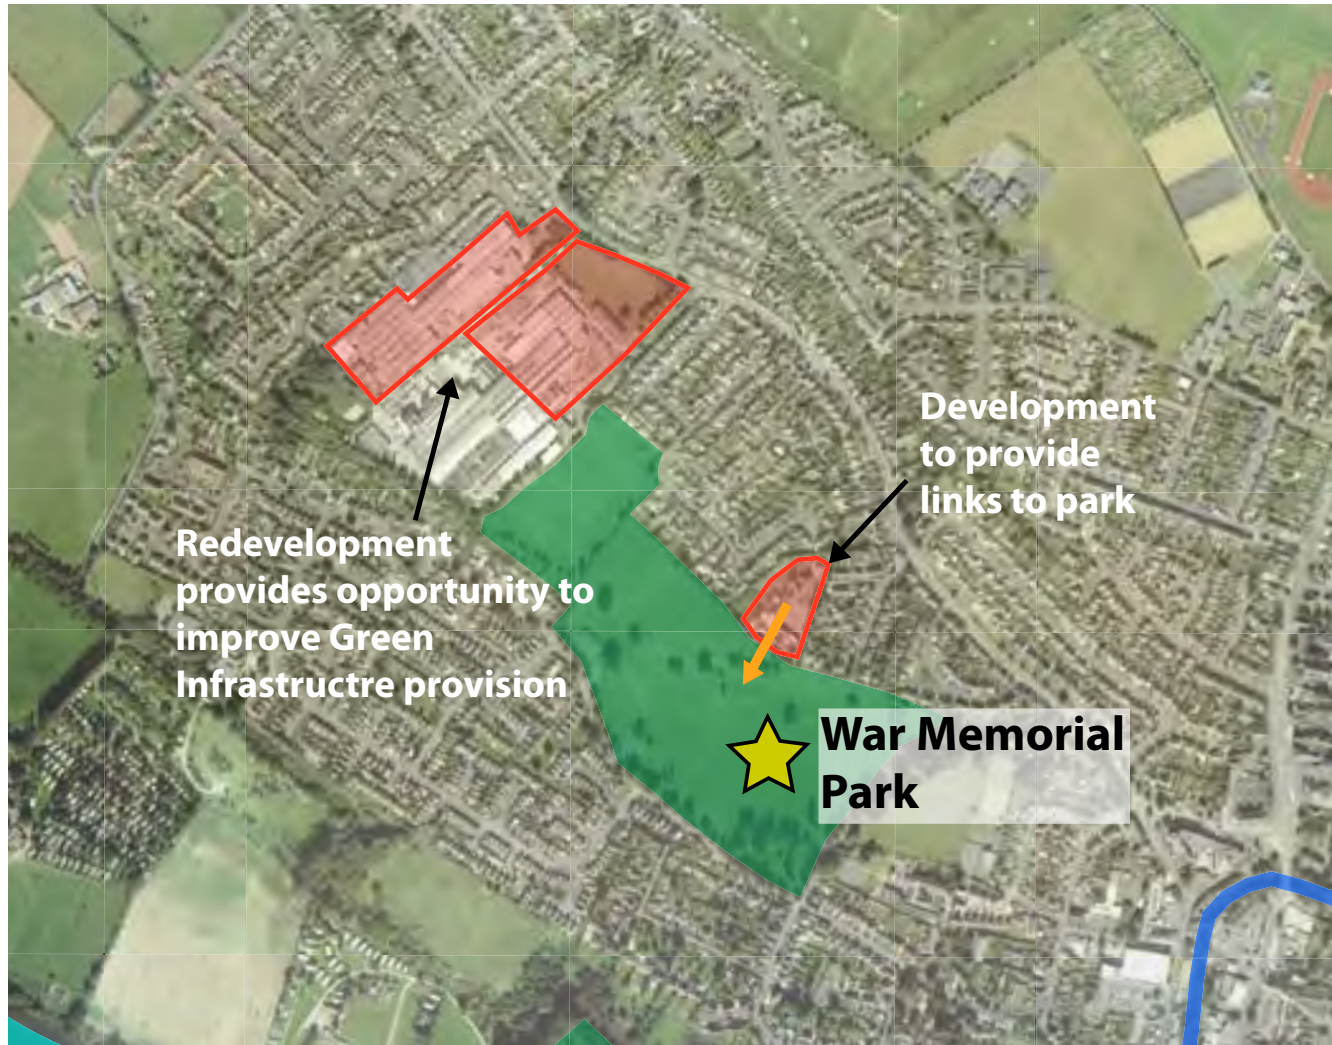 Development
to provide
links to park
Redevelopment
provides opportunity to
improve Green
Infrastructre provision
War Memorial
Park